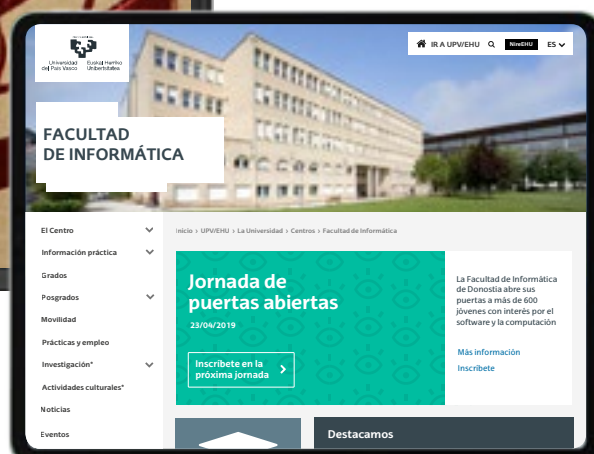 Universidad del País Vasco
Euskal Herriko Unibertsitatea
IR A UPV/EHU
NireEHU
ES
FACULTAD
DE INFORMÁTICA
El Centro
Información práctica
Grados
Posgrados
Movilidad
Prácticas y empleo
Investigación*
Actividades culturales*
Noticias
Eventos
Inicio › UPV/EHU › La Universidad › Centros › Facultad de Informática
Jornada de
puertas abiertas
23/04/2019
Inscríbete en la
próxima jornada
La Facultad de Informática
de Donostia abre sus
puertas a más de 600
jóvenes con interés por el
software y la computación
Más información
Inscríbete
Destacamos